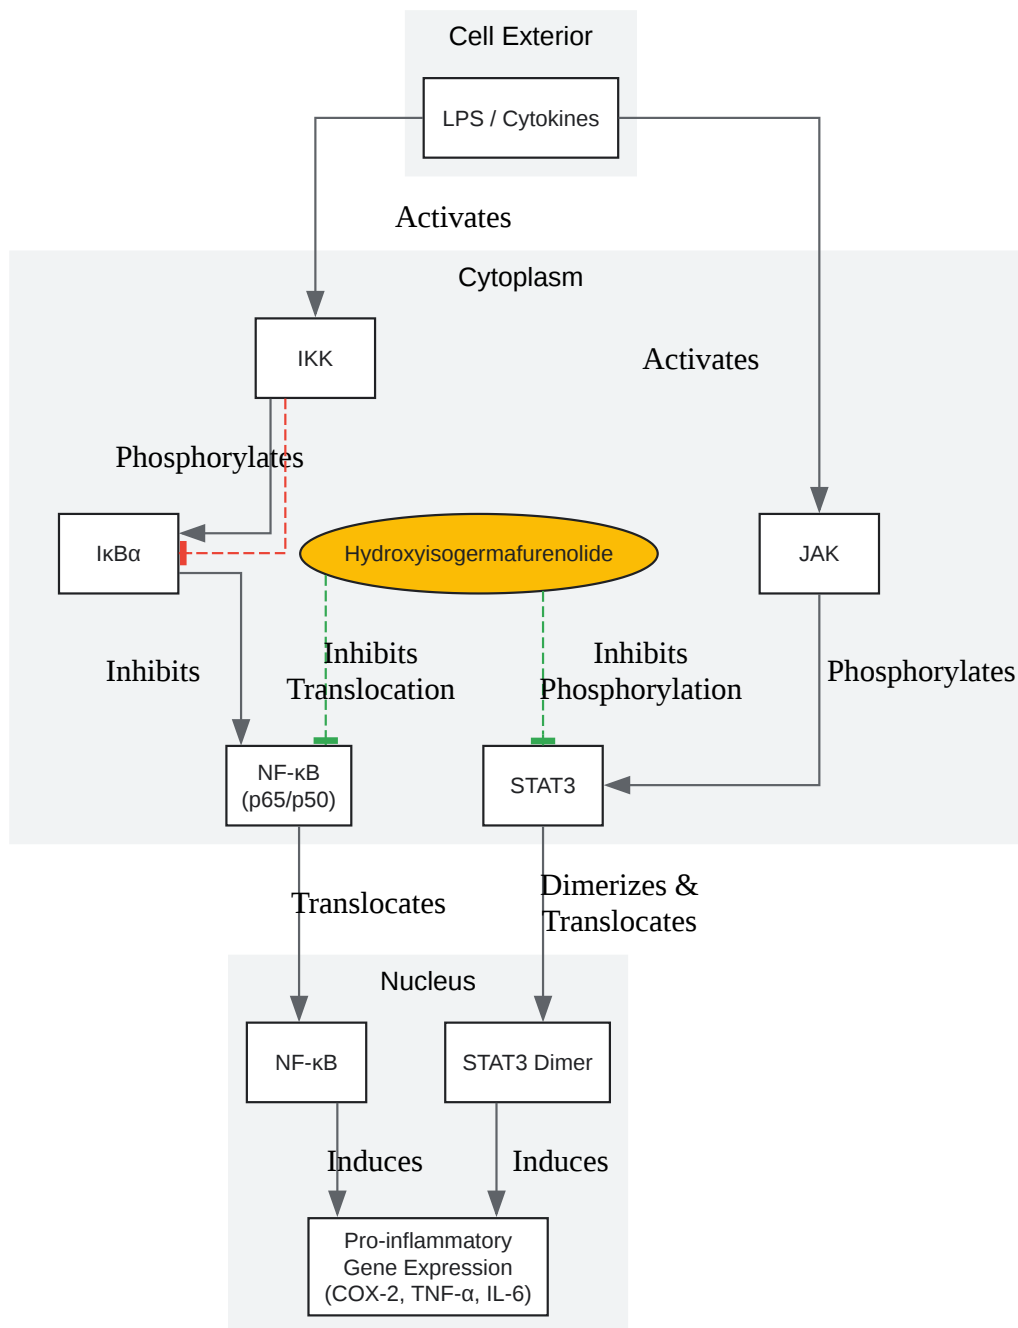 Cell Exterior
LPS / Cytokines
Activates
Cytoplasm
IKK
Activates
Phosphorylates
IκBα
Hydroxyisogermafurenolide
JAK
Inhibits
Inhibits
Translocation
Inhibits
Phosphorylation
Phosphorylates
NF-κB
(p65/p50)
STAT3
Translocates
Dimerizes &
Translocates
Nucleus
NF-κB
STAT3 Dimer
Induces
Induces
Pro-inflammatory
Gene Expression
(COX-2, TNF-α, IL-6)